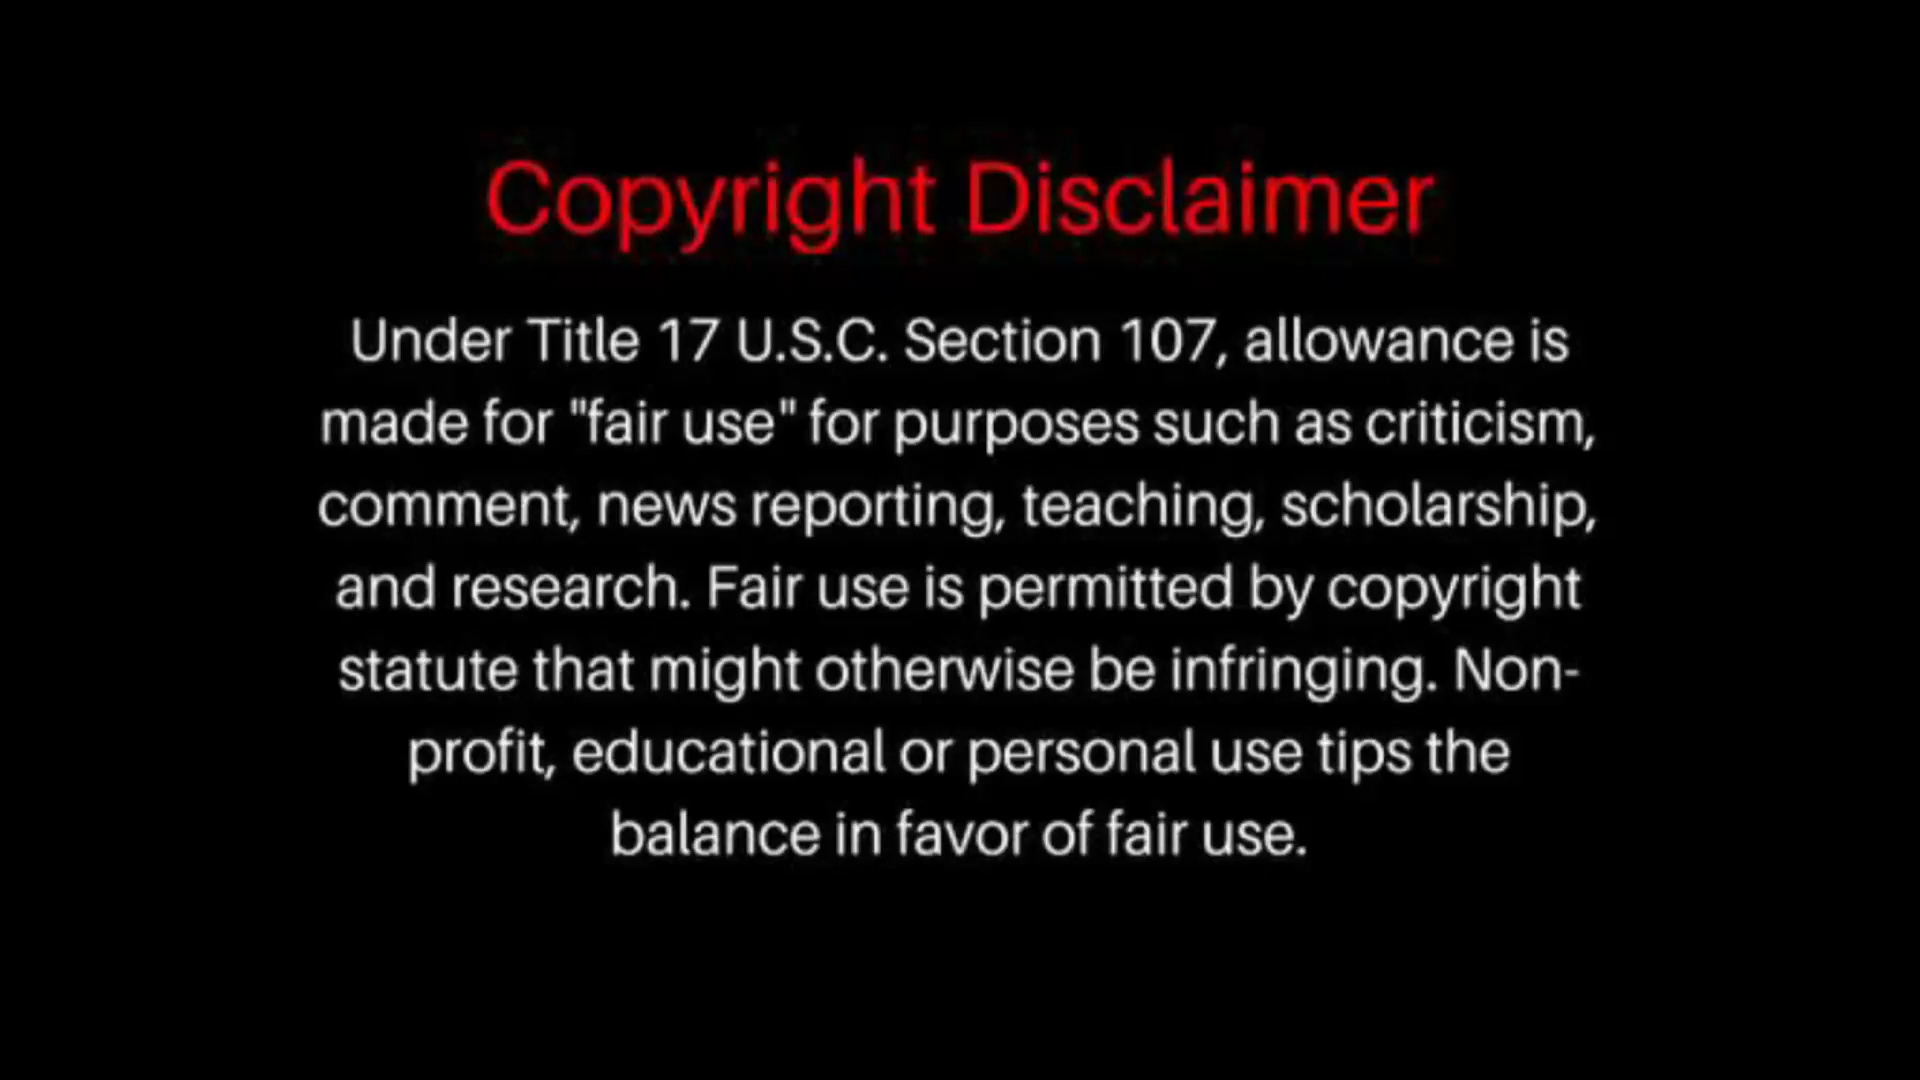 Copyright Disclaimer
Under Title 17 U.S.C. Section 107, allowance is
made for "fair use" for purposes such as criticism,
comment, news reporting, teaching, scholarship,
and research. Fair use is permitted by copyright
statute that might otherwise be infringing. Non-
profit, educational or personal use tips the
balance in favor of fair use.